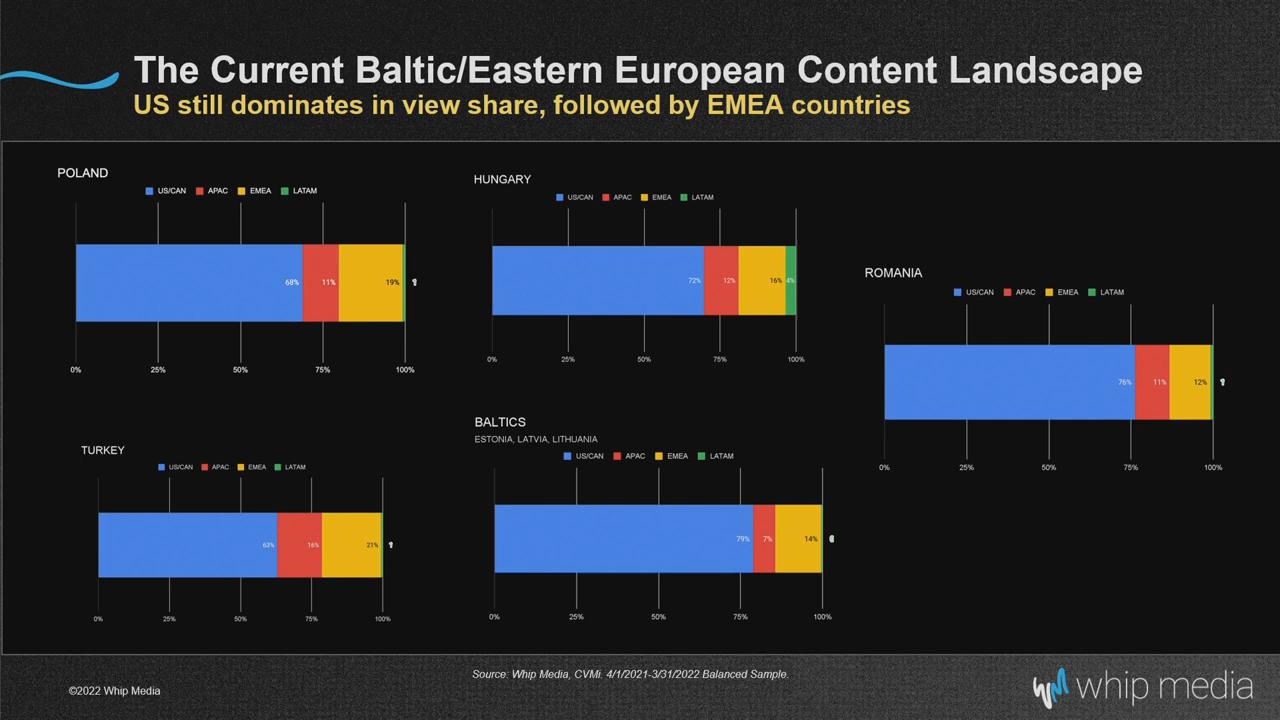 The Current Baltic/Eastern European Content Landscape
US still dominates in view share, followed by EMEA countries
POLAND
US/CAN APAC EMEA LATAM
68% 11% 19%
0% 25% 50% 75% 100%
HUNGARY
US/CAN APAC EMEA LATAM
72% 12% 16% 4%
0% 25% 50% 75% 100%
ROMANIA
US/CAN APAC EMEA LATAM
76% 11% 12%
0% 25% 50% 75% 100%
TURKEY
US/CAN APAC EMEA LATAM
63% 16% 21%
0% 25% 50% 75% 100%
BALTICS
ESTONIA, LATVIA, LITHUANIA
US/CAN APAC EMEA LATAM
79% 7% 14%
0% 25% 50% 75% 100%
Source: Whip Media, CVMi. 4/1/2021-3/31/2022 Balanced Sample.
©2022 Whip Media
whip media